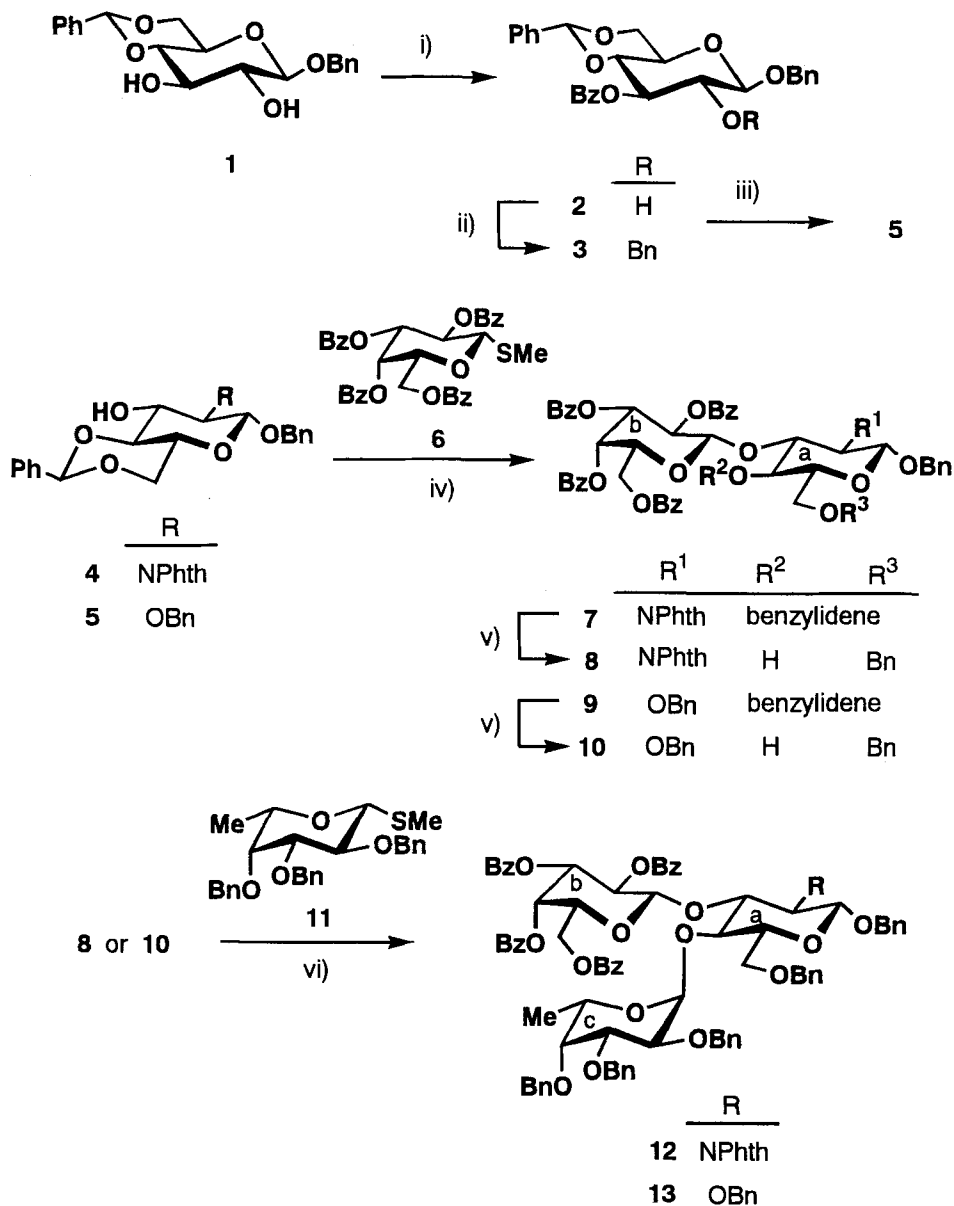 Ph O O O OBn
HO OH
1
i)
Ph O O O OBn
BzO OR
R
2 H
ii) 3 Bn
iii)
5
OBz
BzO SMe
O
BzO OBz
6
iv)
HO R
O O OBn
Ph O
R
4 NPhth
5 OBn
BzO b OBz R¹
O O a OBn
R²O O
BzO OBz OR³
R¹ R² R³
7 NPhth benzylidene
v) 8 NPhth H Bn
9 OBn benzylidene
v) 10 OBn H Bn
Me O SMe
OBn
BnO OBn
11
8 or 10
vi)
BzO b OBz R
O O a OBn
BzO O O
OBz OBn
Me c O
OBn
BnO OBn
R
12 NPhth
13 OBn